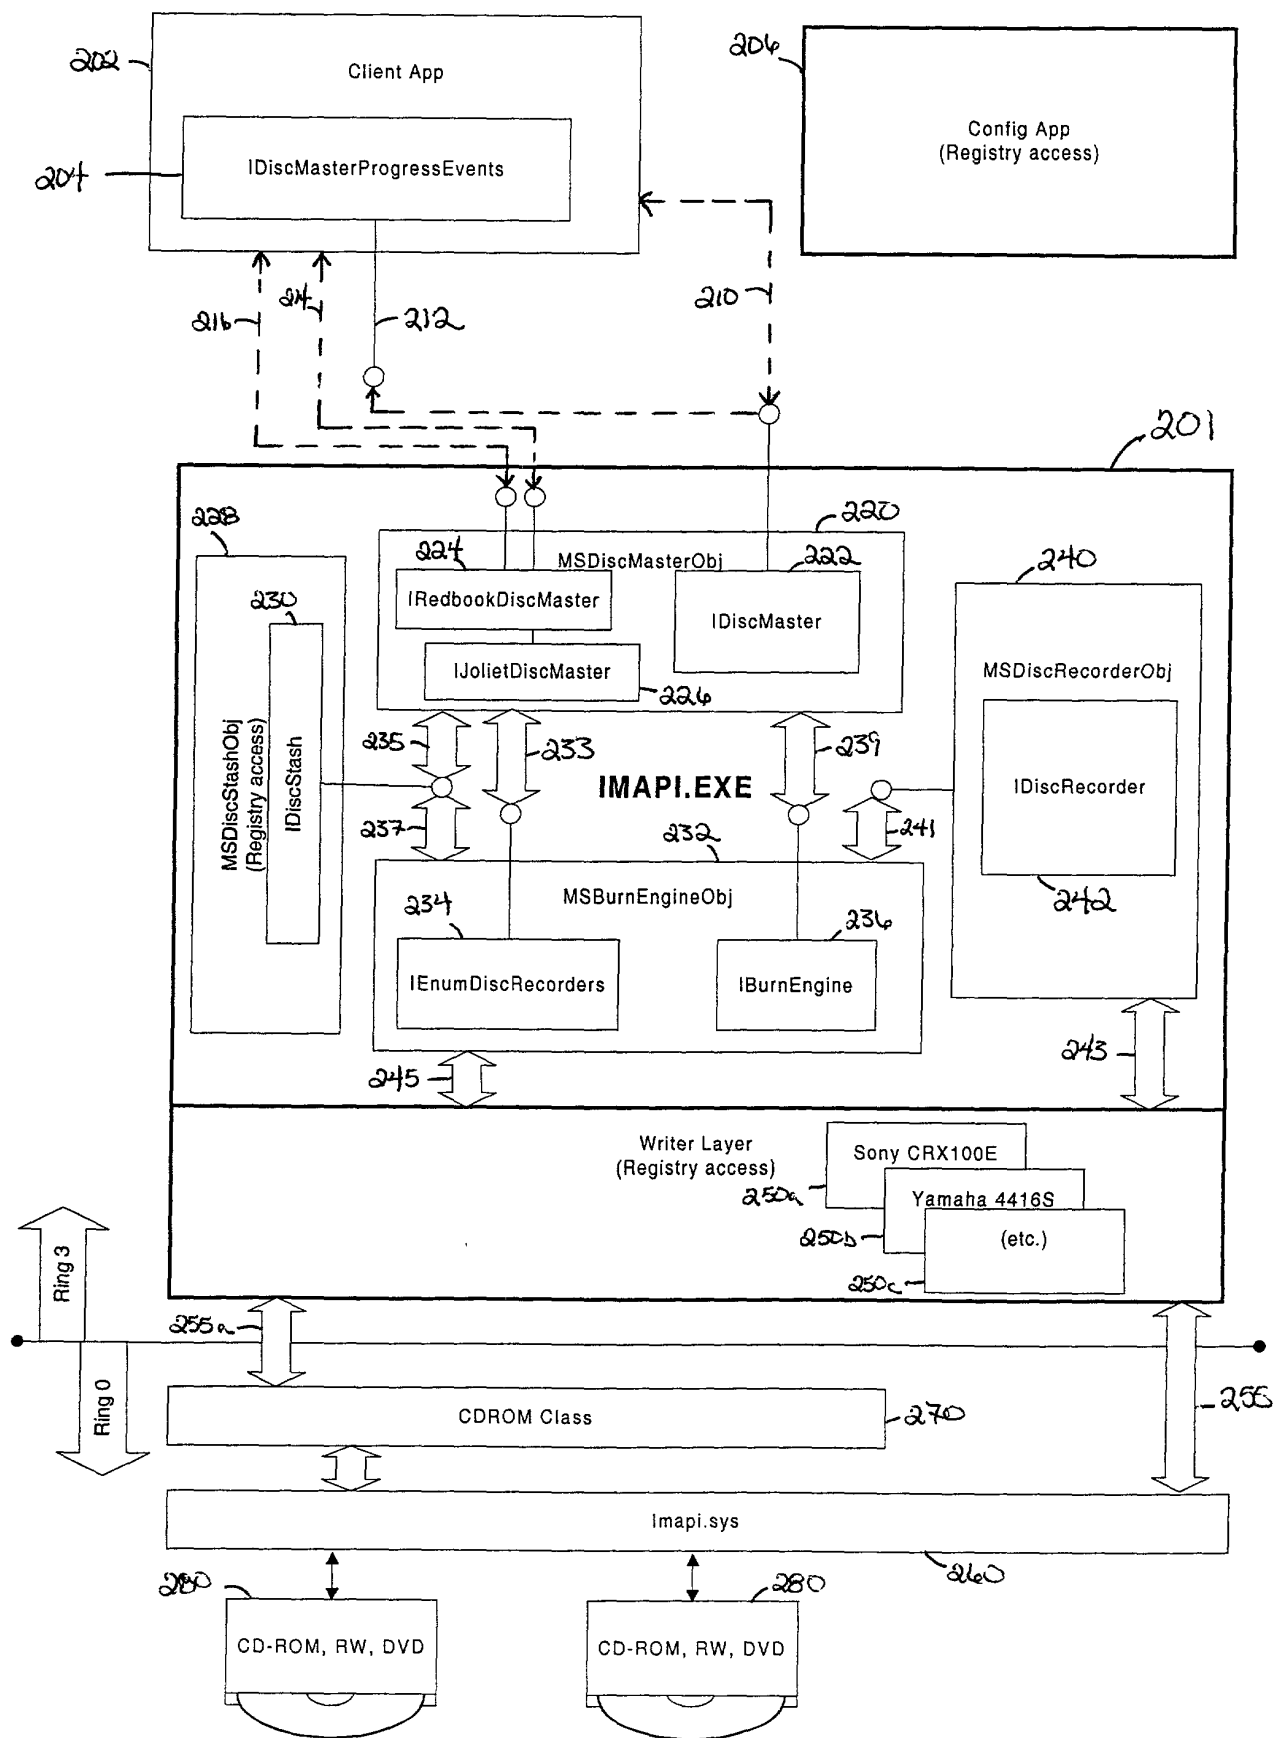 202
Client App
206
Config App
(Registry access)
204
IDiscMasterProgressEvents
216
214
212
210
201
228
220
224
MSDiscMasterObj
222
240
230
IRedbookDiscMaster
IDiscMaster
IJolietDiscMaster
226
MSDiscRecorderObj
MSDiscStashObj
(Registry access)
IDiscStash
235
233
239
IMAPI.EXE
IDiscRecorder
237
232
241
234
MSBurnEngineObj
236
242
IEnumDiscRecorders
IBurnEngine
245
243
Writer Layer
(Registry access)
Sony CRX100E
250a
Yamaha 4416S
250b
(etc.)
250c
Ring 3
255a
Ring 0
CDROM Class
270
255
Imapi.sys
260
280
280
CD-ROM, RW, DVD
CD-ROM, RW, DVD